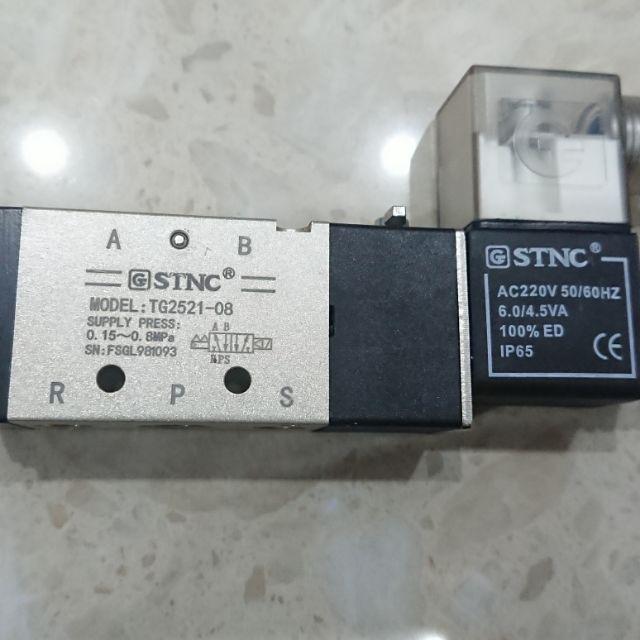 A B
STNC®
MODEL:TG2521-08
SUPPLY PRESS:
0.15~0.8MPa
SN:FSGL981093
A B
RPS
R P S
G STNC®
AC220V 50/60HZ
6.0/4.5VA
100% ED
IP65
CE